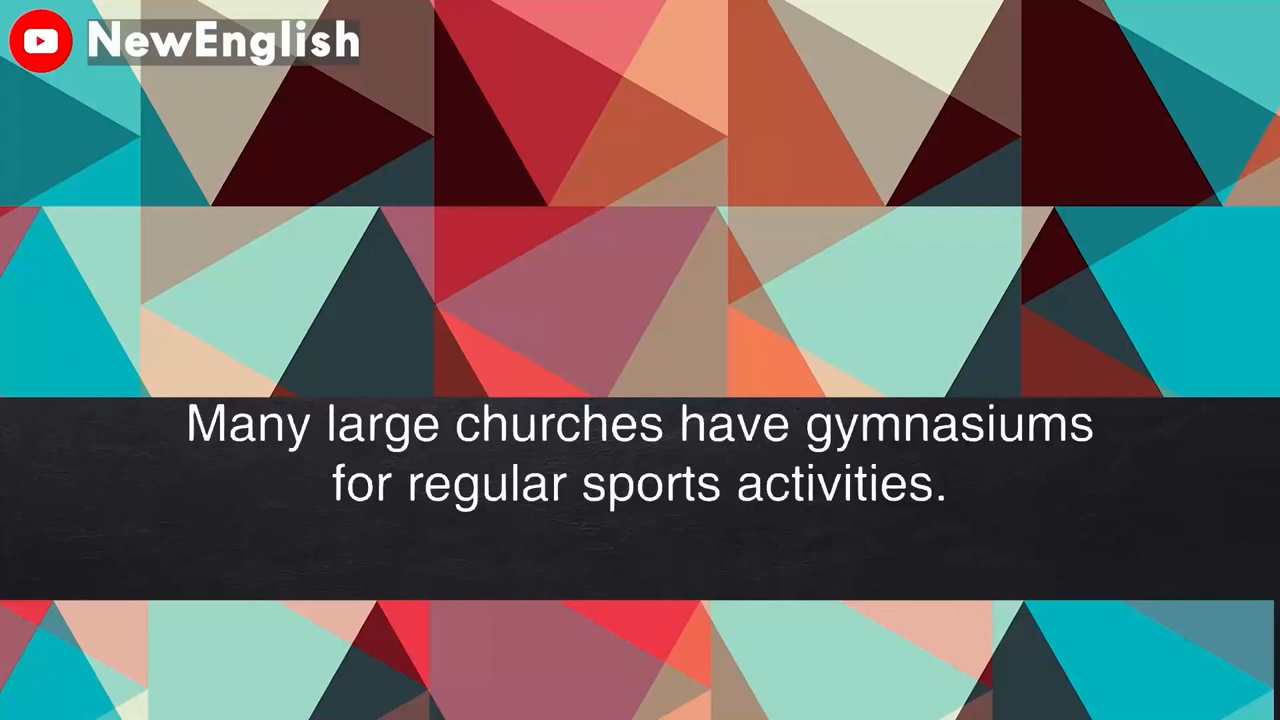 NewEnglish
Many large churches have gymnasiums
for regular sports activities.